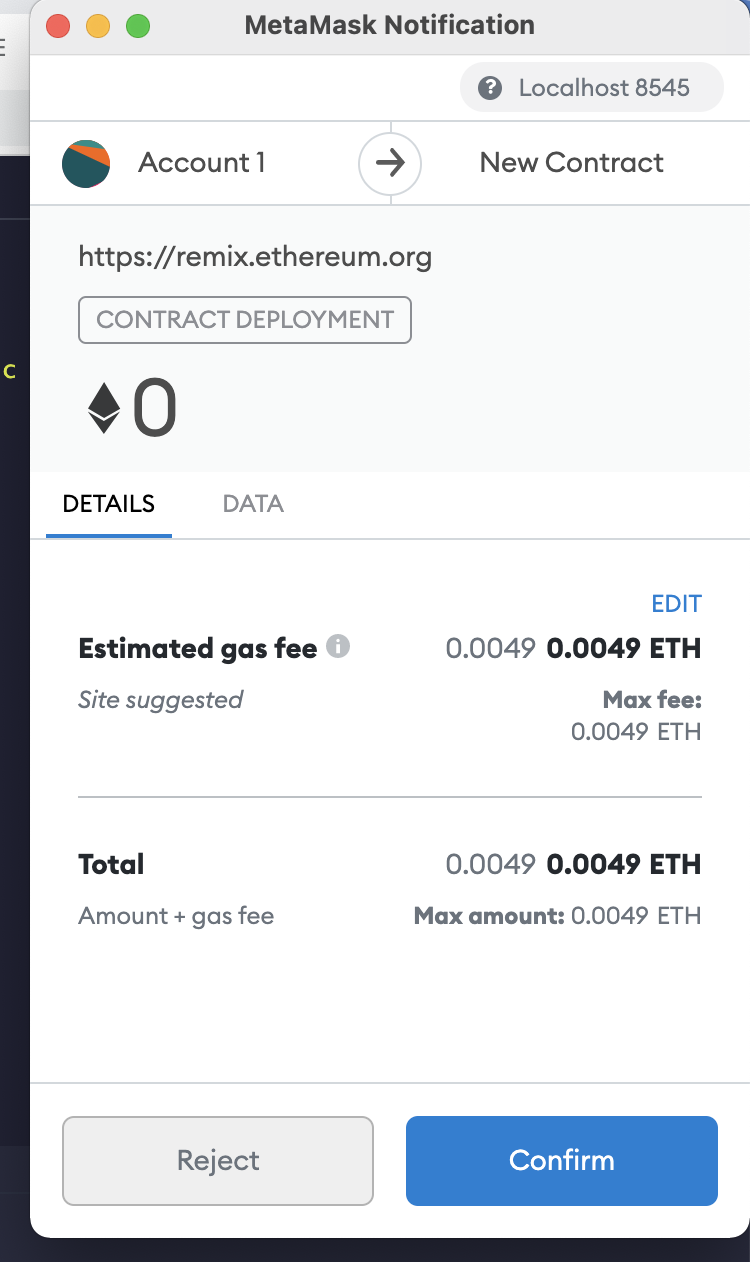 MetaMask Notification
Localhost 8545
Account 1
New Contract
https://remix.ethereum.org
CONTRACT DEPLOYMENT
0
DETAILS DATA
EDIT
Estimated gas fee 0.0049 0.0049 ETH
Site suggested Max fee:
0.0049 ETH
Total 0.0049 0.0049 ETH
Amount + gas fee Max amount: 0.0049 ETH
Reject Confirm
c